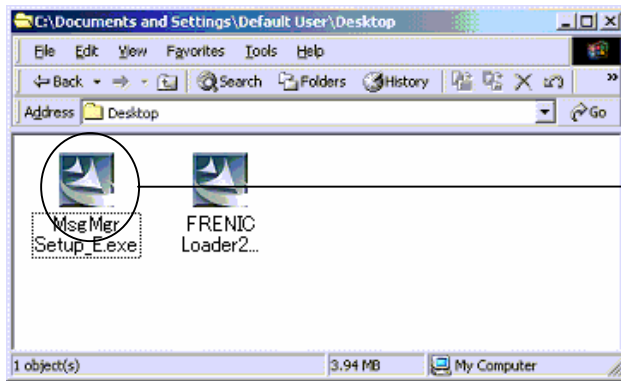 C:\Documents and Settings\Default User\Desktop
File Edit View Favorites Tools Help
Back Search Folders History »
Address Desktop Go
MsgMgr Setup_E.exe
FRENIC Loader2...
1 object(s) 3.94 MB My Computer